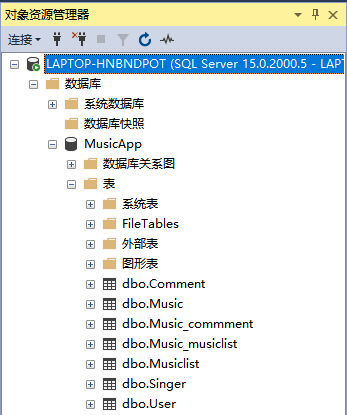 对象资源管理器
连接
LAPTOP-HNBNDPOT (SQL Server 15.0.2000.5 - LAPT
数据库
系统数据库
数据库快照
MusicApp
数据库关系图
表
系统表
FileTables
外部表
图形表
dbo.Comment
dbo.Music
dbo.Music_commment
dbo.Music_musiclist
dbo.Musiclist
dbo.Singer
dbo.User